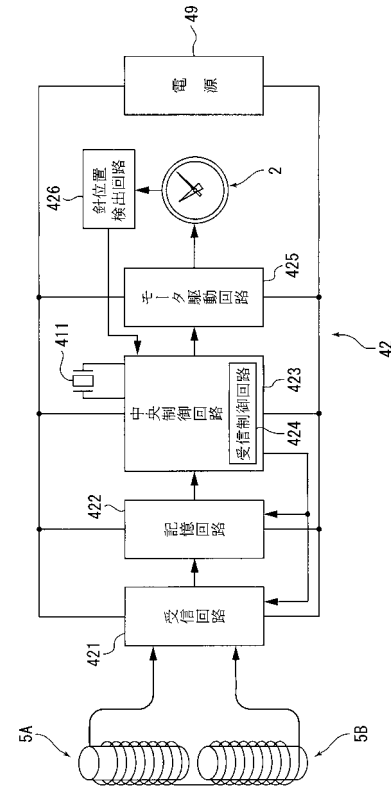 5A
5B
421
受信回路
422
記憶回路
411
中央制御回路
受信制御回路
423
424
モータ駆動回路
425
針位置
検出回路
426
2
電源
49
42